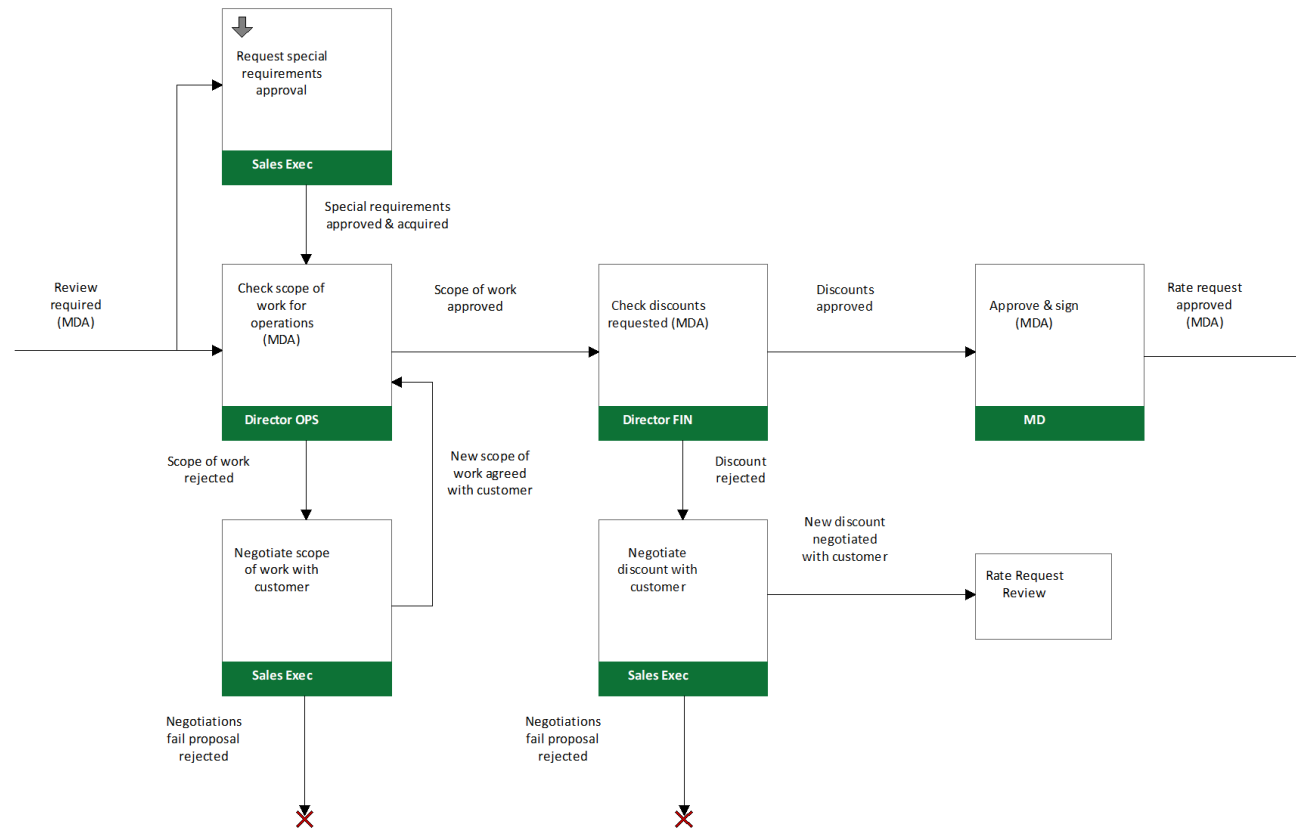 Request special
requirements
approval
Sales Exec
Special requirements
approved & acquired
Review
required
(MDA)
Check scope of
work for
operations
(MDA)
Director OPS
Scope of work
approved
Check discounts
requested (MDA)
Director FIN
Discounts
approved
Approve & sign
(MDA)
MD
Rate request
approved
(MDA)
Scope of work
rejected
New scope of
work agreed
with customer
Discount
rejected
Negotiate scope
of work with
customer
Sales Exec
Negotiate
discount with
customer
Sales Exec
New discount
negotiated
with customer
Rate Request
Review
Negotiations
fail proposal
rejected
Negotiations
fail proposal
rejected